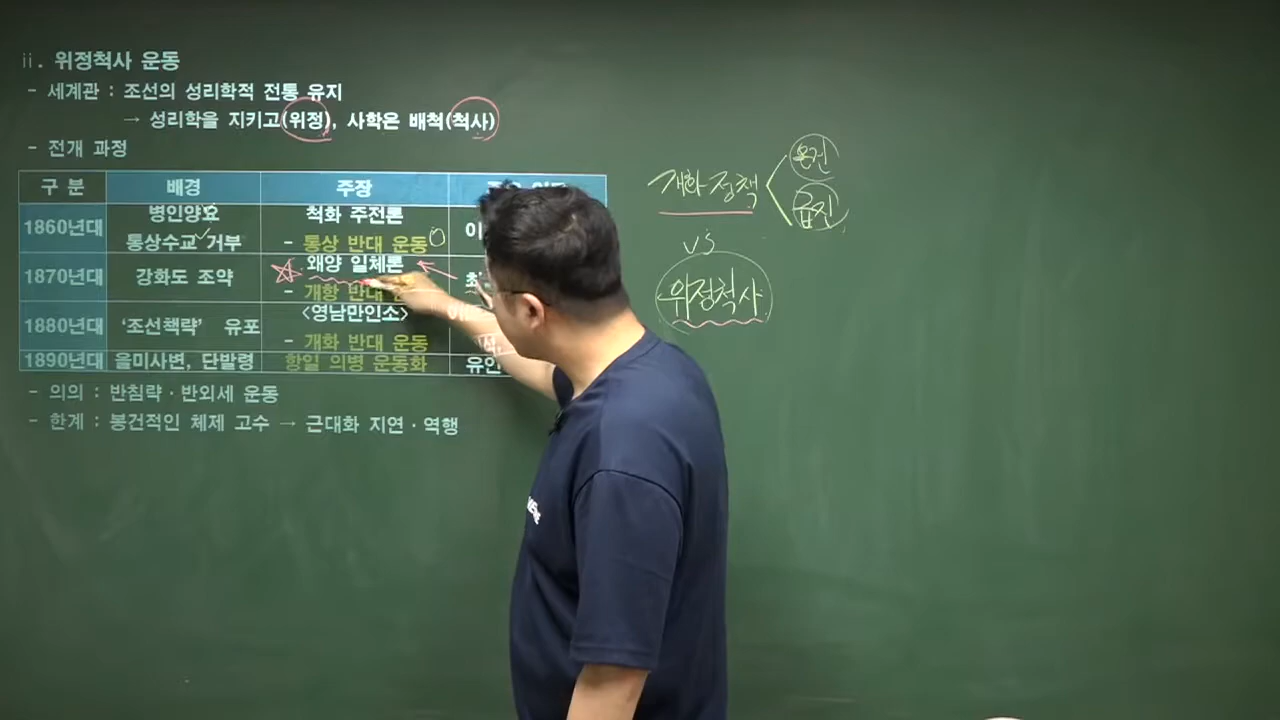 ⅱ. 위정척사 운동
- 세계관 : 조선의 성리학적 전통 유지
→ 성리학을 지키고(위정), 사학은 배척(척사)
- 전개 과정
구 분 배경 주장
1860년대 병인양요 척화 주전론
통상수교 거부 - 통상 반대 운동
1870년대 강화도 조약 왜양 일체론
- 개항 반대
1880년대 '조선책략' 유포 <영남만인소>
- 개화 반대 운동
1890년대 을미사변, 단발령 항일 의병 운동화 유인
- 의의 : 반침략·반외세 운동
- 한계 : 봉건적인 체제 고수 → 근대화 지연·역행
개화정책
온건
급진
VS
위정척사